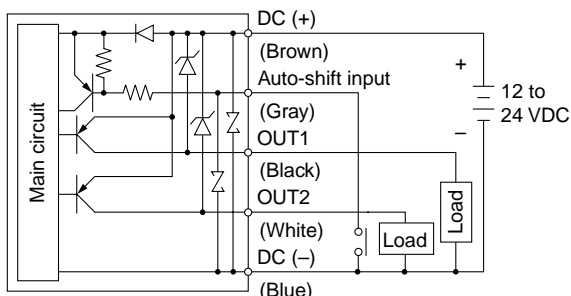 DC (+)
(Brown)
Auto-shift input
(Gray)
OUT1
(Black)
OUT2
(White)
DC (–)
(Blue)
Main circuit
+
–
12 to
24 VDC
Load
Load